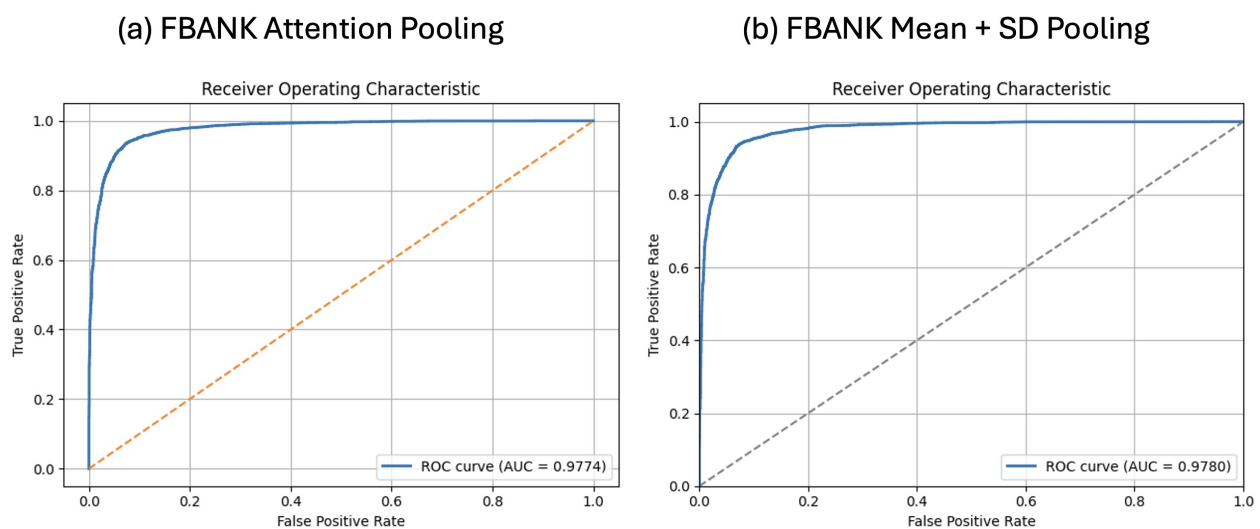 (a) FBANK Attention Pooling
Receiver Operating Characteristic
True Positive Rate
1.0
0.8
0.6
0.4
0.2
0.0
ROC curve (AUC = 0.9774)
0.0 0.2 0.4 0.6 0.8 1.0
False Positive Rate
(b) FBANK Mean + SD Pooling
Receiver Operating Characteristic
True Positive Rate
1.0
0.8
0.6
0.4
0.2
0.0
ROC curve (AUC = 0.9780)
0.0 0.2 0.4 0.6 0.8 1.0
False Positive Rate